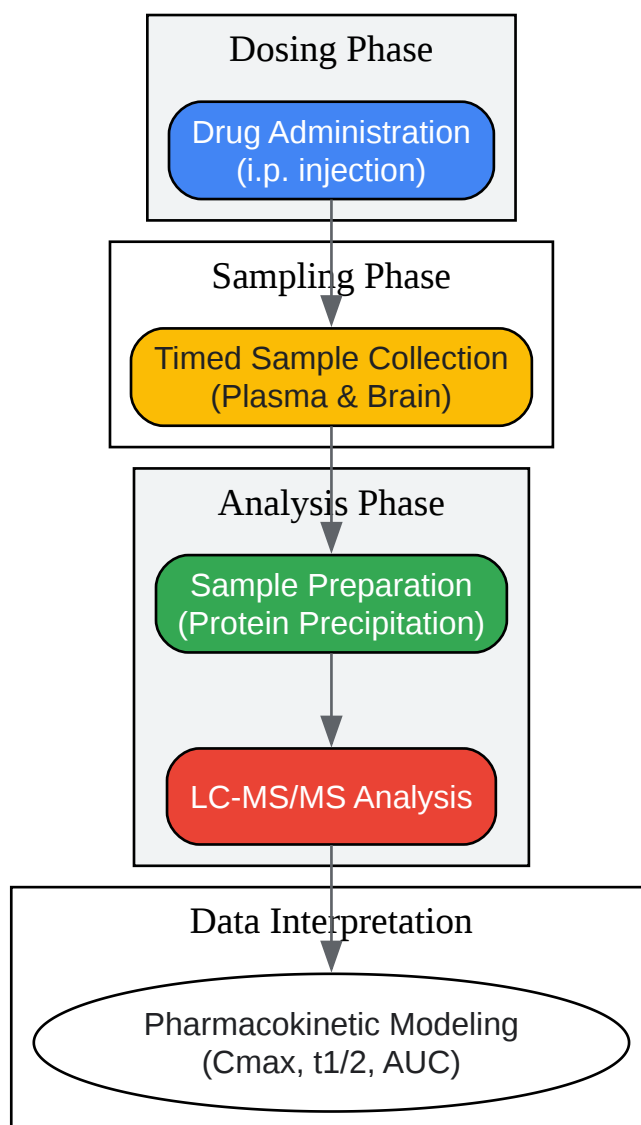 Dosing Phase
Drug Administration
(i.p. injection)
Sampling Phase
Timed Sample Collection
(Plasma & Brain)
Analysis Phase
Sample Preparation
(Protein Precipitation)
LC-MS/MS Analysis
Data Interpretation
Pharmacokinetic Modeling
(Cmax, t1/2, AUC)